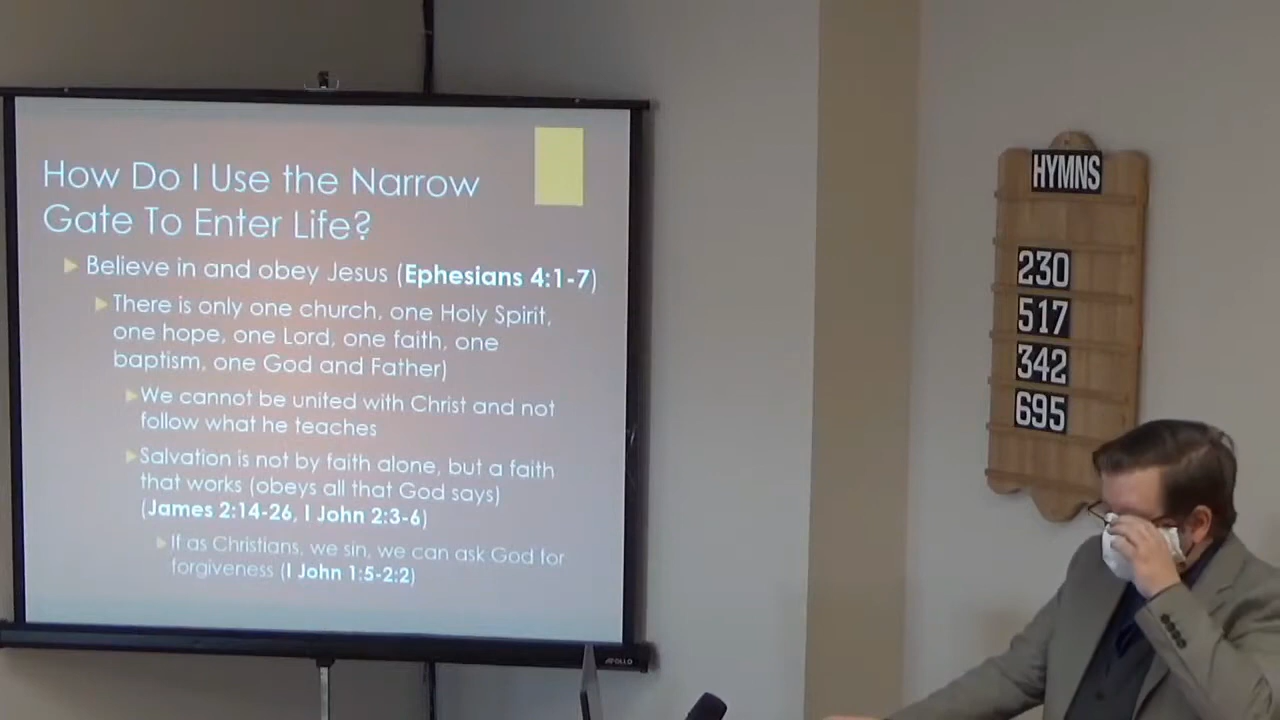 How Do I Use the Narrow
Gate To Enter Life?
Believe in and obey Jesus (Ephesians 4:1-7)
There is only one church, one Holy Spirit,
one hope, one Lord, one faith, one
baptism, one God and Father)
We cannot be united with Christ and not
follow what he teaches
Salvation is not by faith alone, but a faith
that works (obeys all that God says)
(James 2:14-26, I John 2:3-6)
If as Christians, we sin, we can ask God for
forgiveness (I John 1:5-2:2)
APOLLO
HYMNS
230
517
342
695